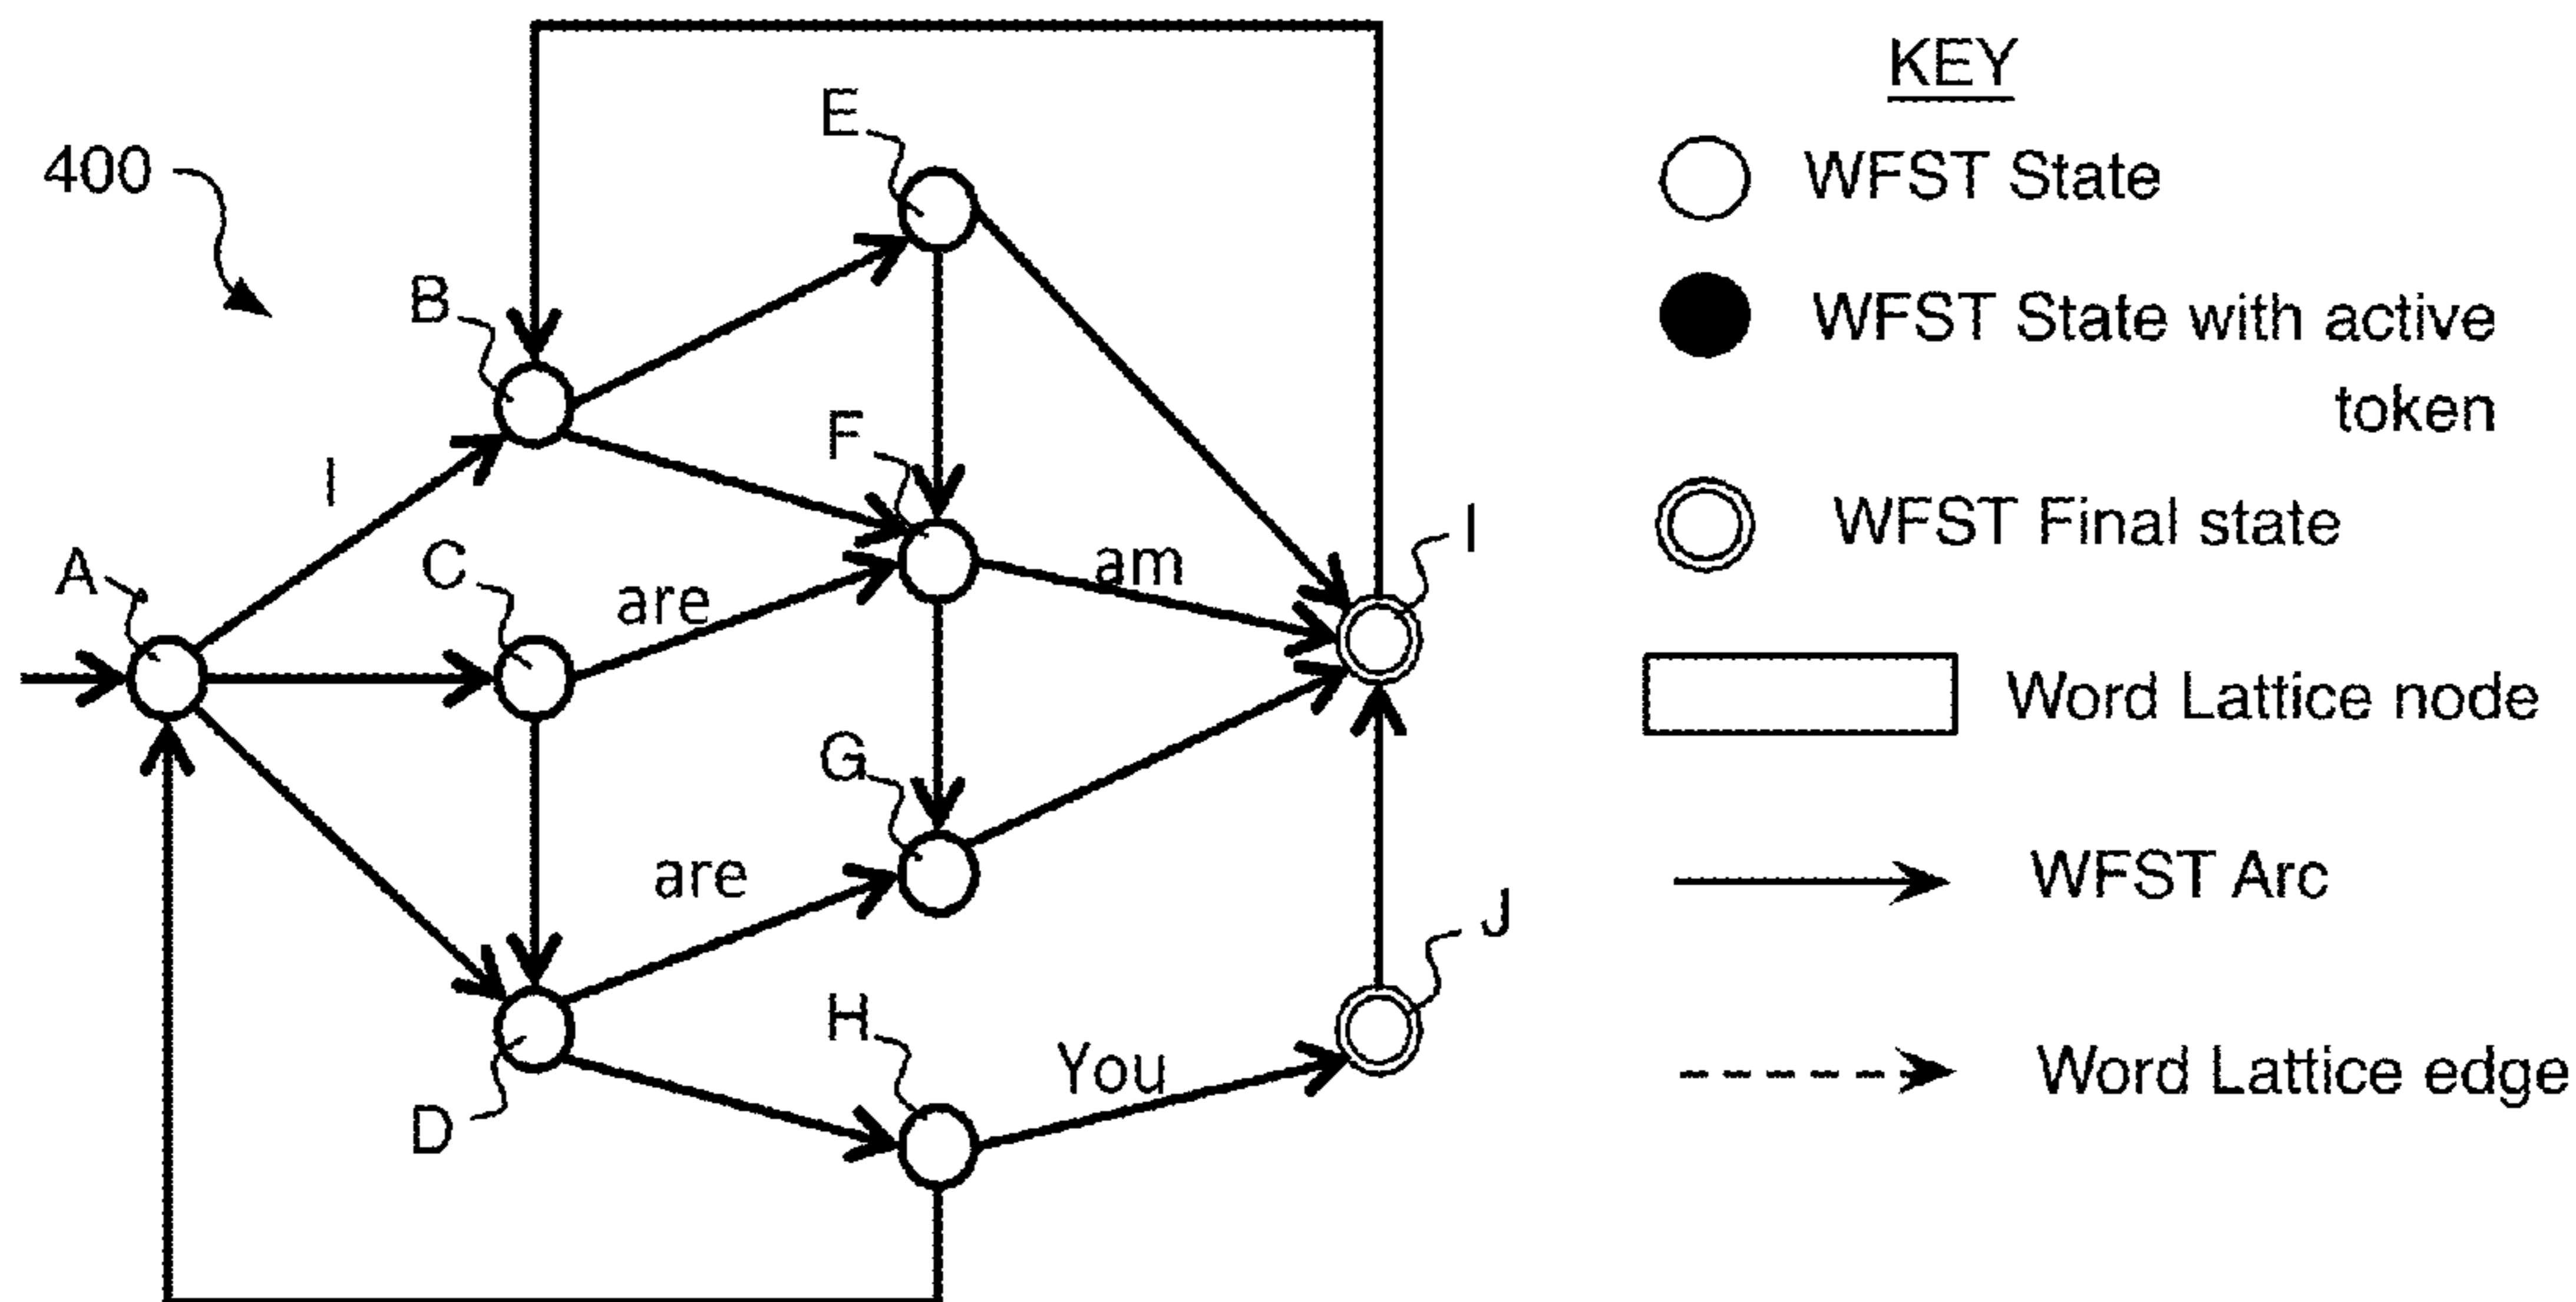 400
A
B
C
D
E
F
G
H
I
J
I
are
are
am
You
KEY
WFST State
WFST State with active
token
WFST Final state
Word Lattice node
WFST Arc
Word Lattice edge